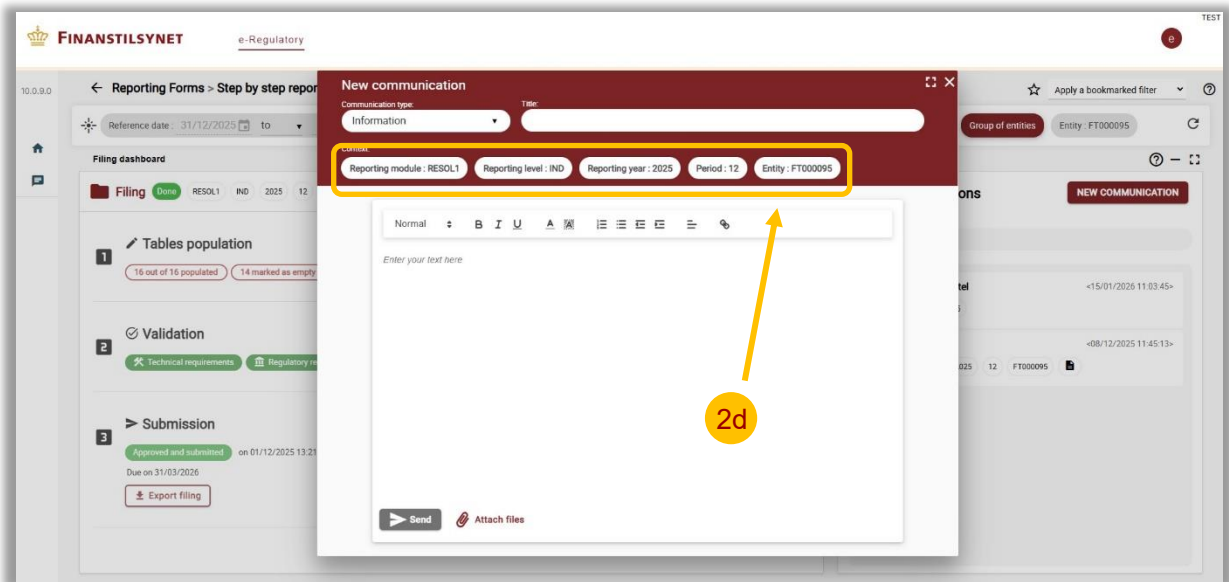 TEST
FINANSTILSYNET
e-Regulatory
e
10.0.9.0
Reporting Forms > Step by step repor
Apply a bookmarked filter
Reference date : 31/12/2025 to
Group of entities
Entity : FT000095
Filing dashboard
Filing Done RESOL1 IND 2025 12
1
Tables population
16 out of 16 populated
14 marked as empty
2
Validation
Technical requirements
Regulatory re
3
Submission
Approved and submitted on 01/12/2025 13:21
Due on 31/03/2026
Export filing
New communication
Communication type:
Title:
Information
Context:
Reporting module : RESOL1
Reporting level : IND
Reporting year : 2025
Period : 12
Entity : FT000095
Normal B I U A A
Enter your text here
2d
Send
Attach files
ons
NEW COMMUNICATION
tel
<15/01/2026 11:03:45>
<08/12/2025 11:45:13>
025 12 FT000095